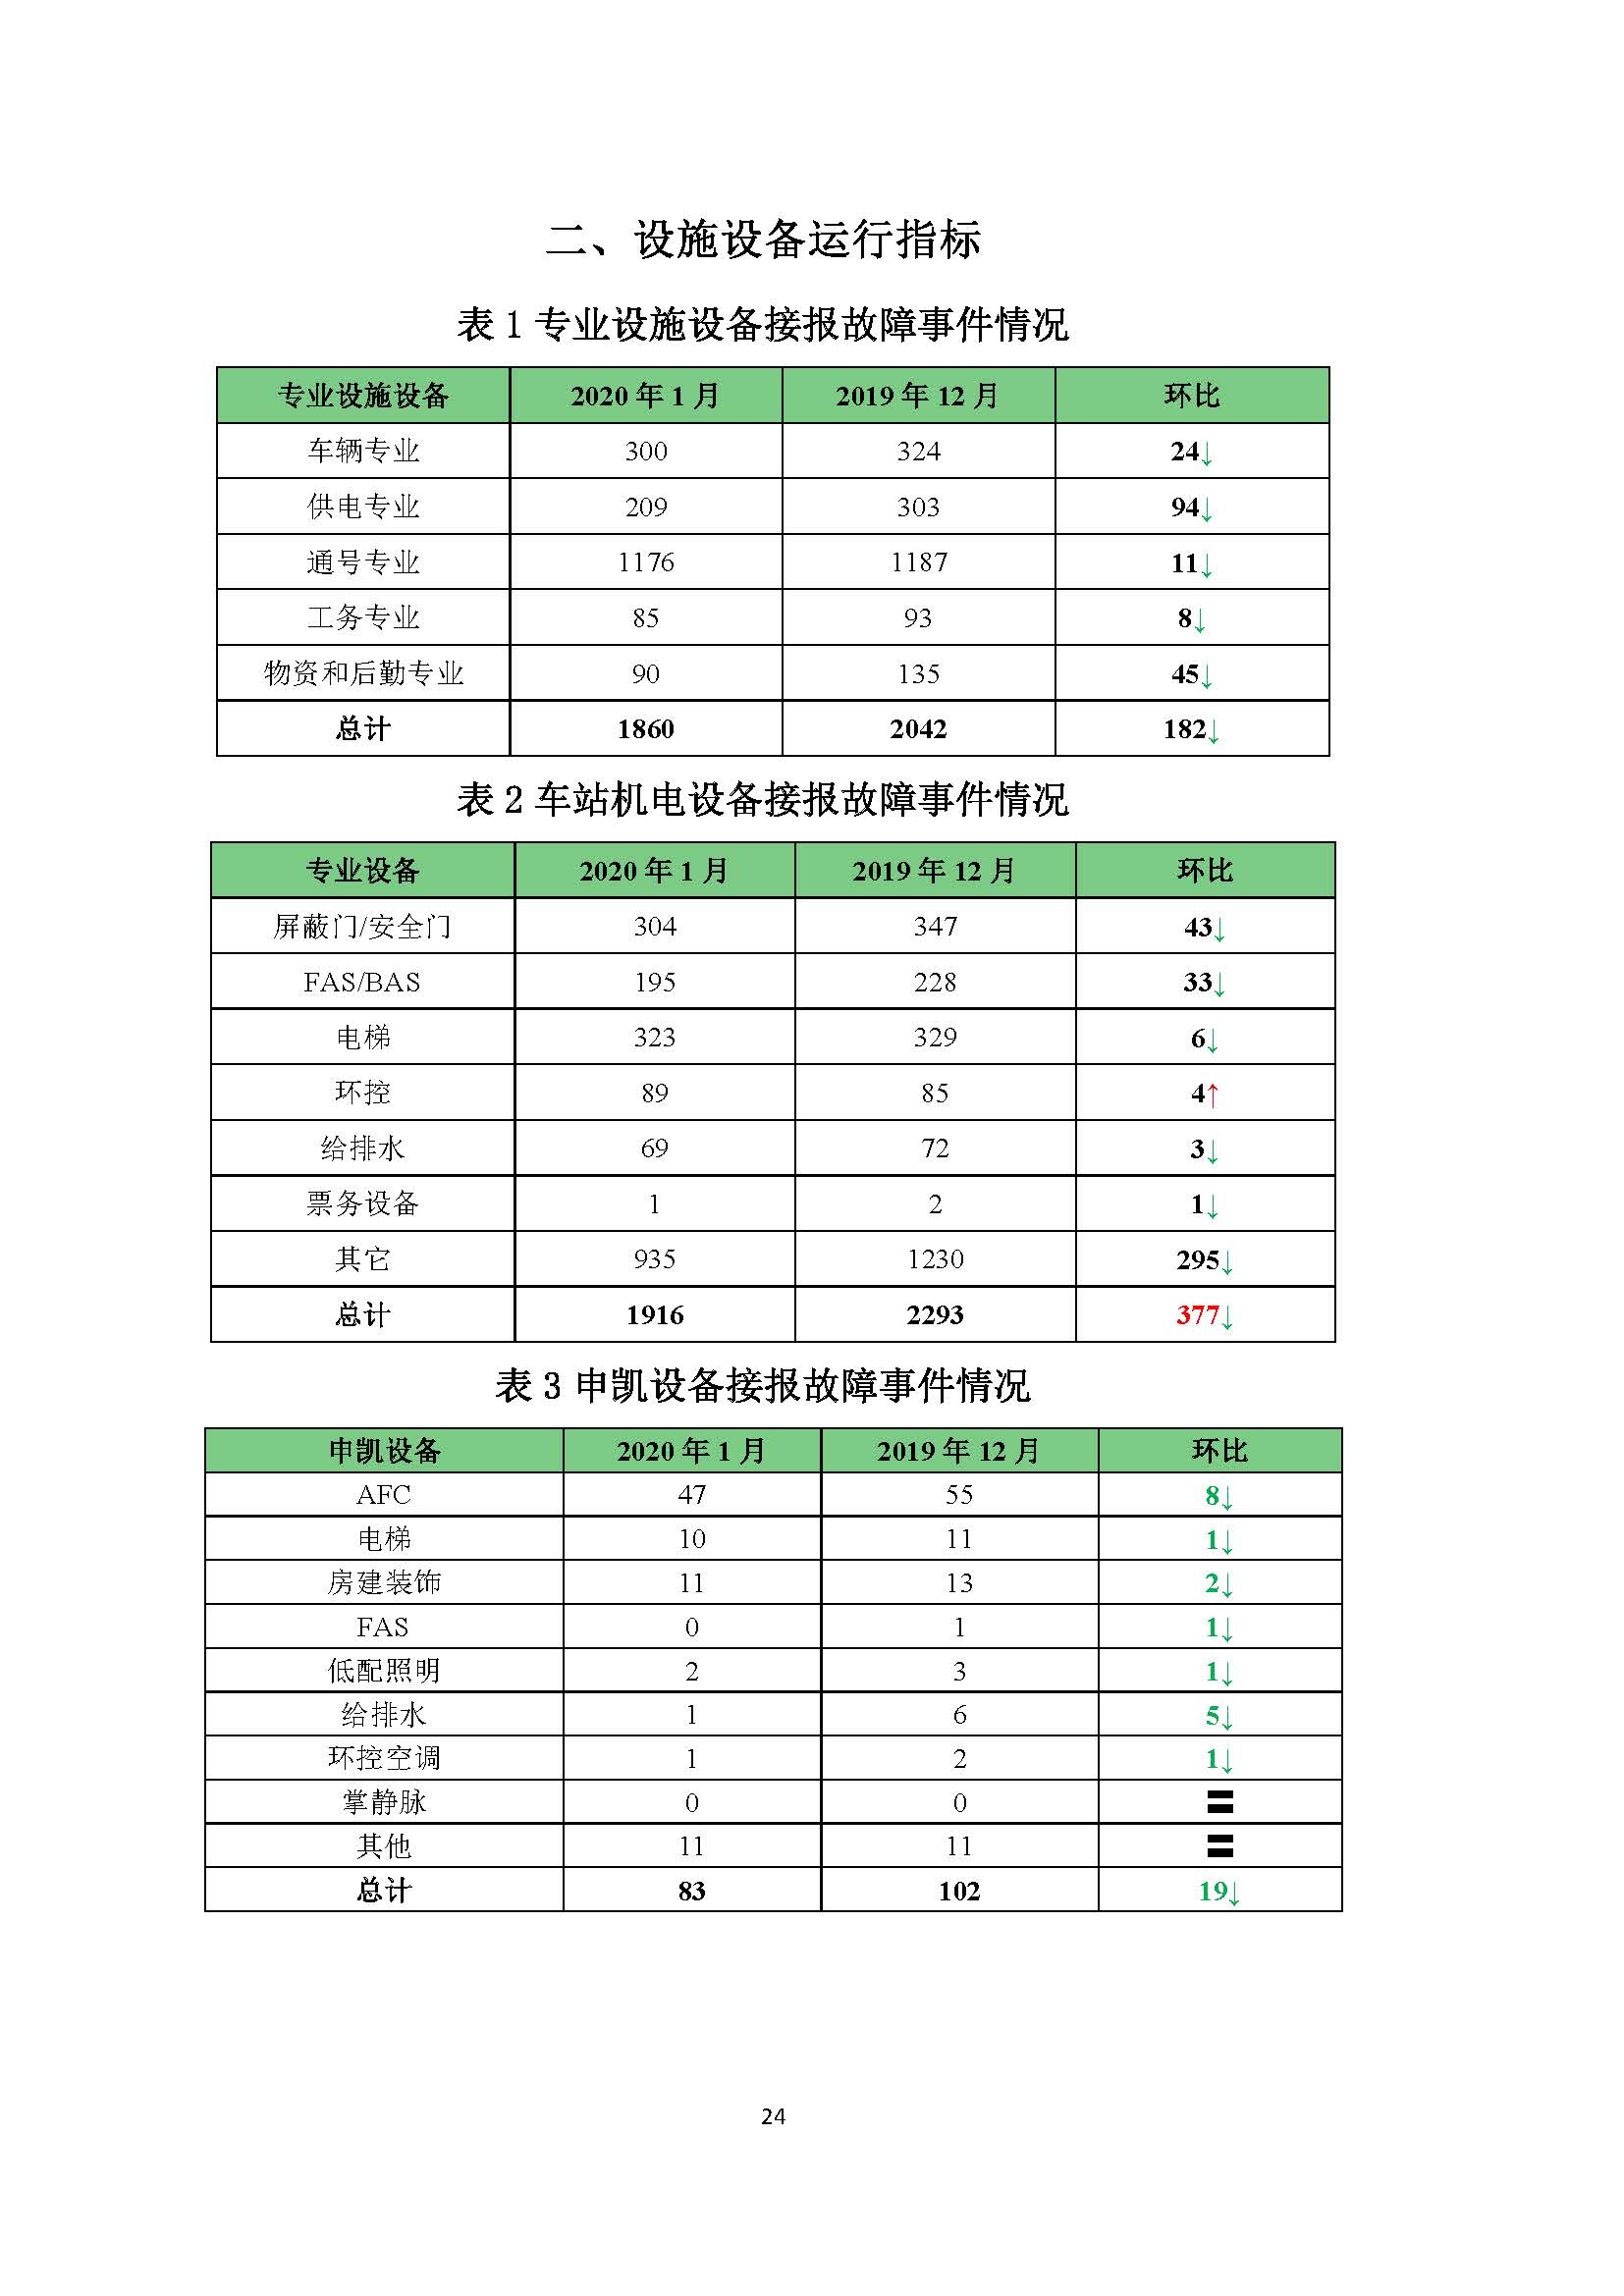 二、设施设备运行指标
表 1 专业设施设备接报故障事件情况
专业设施设备 2020 年 1 月 2019 年 12 月 环比
车辆专业 300 324 24↓
供电专业 209 303 94↓
通号专业 1176 1187 11↓
工务专业 85 93 8↓
物资和后勤专业 90 135 45↓
总计 1860 2042 182↓
表 2 车站机电设备接报故障事件情况
专业设备 2020 年 1 月 2019 年 12 月 环比
屏蔽门/安全门 304 347 43↓
FAS/BAS 195 228 33↓
电梯 323 329 6↓
环控 89 85 4↑
给排水 69 72 3↓
票务设备 1 2 1↓
其它 935 1230 295↓
总计 1916 2293 377↓
表 3 申凯设备接报故障事件情况
申凯设备 2020 年 1 月 2019 年 12 月 环比
AFC 47 55 8↓
电梯 10 11 1↓
房建装饰 11 13 2↓
FAS 0 1 1↓
低配照明 2 3 1↓
给排水 1 6 5↓
环控空调 1 2 1↓
掌静脉 0 0 〓
其他 11 11 〓
总计 83 102 19↓
24